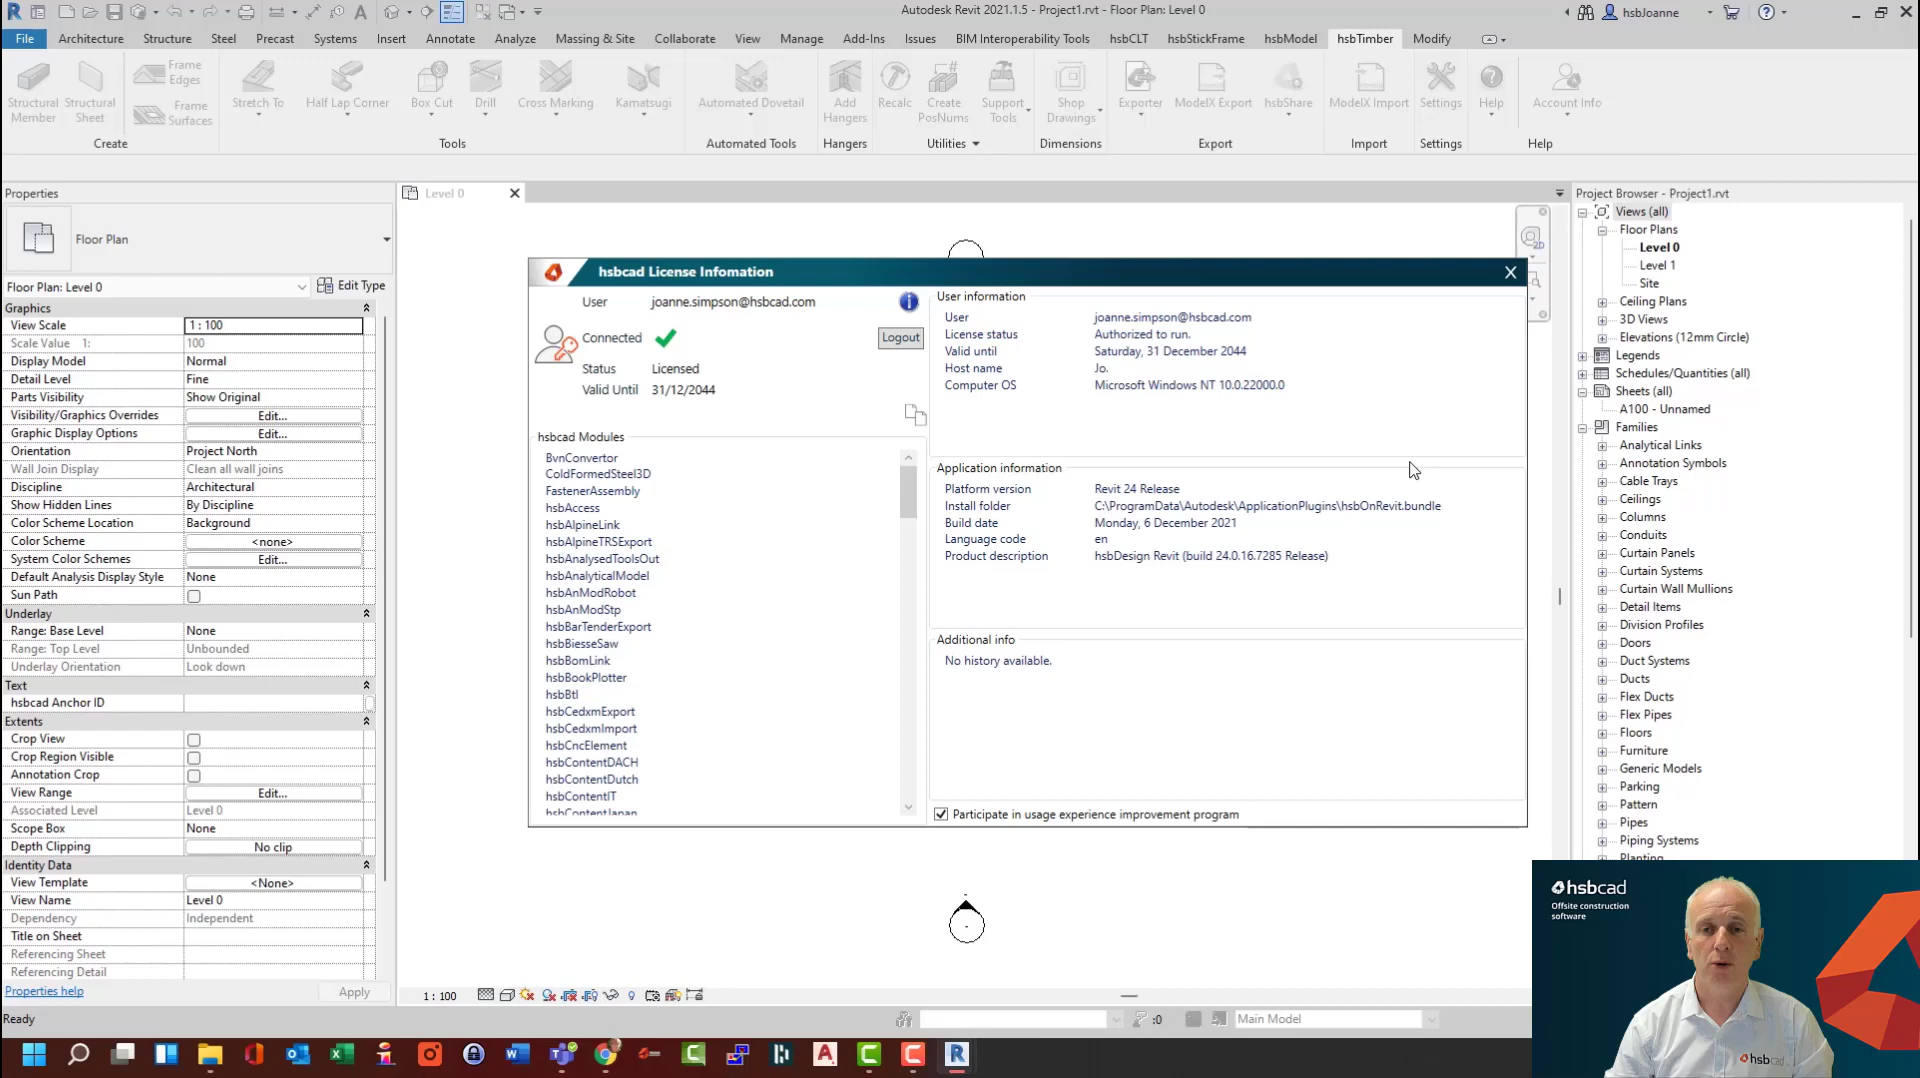 Autodesk Revit 2021.1.5 - Project1.rvt - Floor Plan: Level 0
hsbJoanne
File Architecture Structure Steel Precast Systems Insert Annotate Analyze Massing & Site Collaborate View Manage Add-Ins Issues BIM Interoperability Tools hsbCLT hsbStickFrame hsbModel hsbTimber Modify
Structural Member
Structural Sheet
Frame Edges
Frame Surfaces
Stretch To
Half Lap Corner
Box Cut
Drill
Cross Marking
Kamatsugi
Automated Dovetail
Add Hangers
Recalc
Create PosNums
Support Tools
Shop Drawings
Exporter
ModelX Export
hsbShare
ModelX Import
Settings
Help
Account Info
Create Tools Automated Tools Hangers Utilities Dimensions Export Import Settings Help
Properties
Floor Plan
Floor Plan: Level 0 Edit Type
Graphics
View Scale 1 : 100
Scale Value 1: 100
Display Model Normal
Detail Level Fine
Parts Visibility Show Original
Visibility/Graphics Overrides Edit...
Graphic Display Options Edit...
Orientation Project North
Wall Join Display Clean all wall joins
Discipline Architectural
Show Hidden Lines By Discipline
Color Scheme Location Background
Color Scheme <none>
System Color Schemes Edit...
Default Analysis Display Style None
Sun Path
Underlay
Range: Base Level None
Range: Top Level Unbounded
Underlay Orientation Look down
Text
hsbcad Anchor ID
Extents
Crop View
Crop Region Visible
Annotation Crop
View Range Edit...
Associated Level Level 0
Scope Box None
Depth Clipping No clip
Identity Data
View Template <None>
View Name Level 0
Dependency Independent
Title on Sheet
Referencing Sheet
Referencing Detail
Properties help Apply
Ready
Level 0
2D
hsbcad License Infomation
User joanne.simpson@hsbcad.com
Connected
Logout
Status Licensed
Valid Until 31/12/2044
hsbcad Modules
BvnConvertor
ColdFormedSteel3D
FastenerAssembly
hsbAccess
hsbAlpineLink
hsbAlpineTRSExport
hsbAnalysedToolsOut
hsbAnalyticalModel
hsbAnModRobot
hsbAnModStp
hsbBarTenderExport
hsbBiesseSaw
hsbBomLink
hsbBookPlotter
hsbBtl
hsbCedxmExport
hsbCedxmImport
hsbCncElement
hsbContentDACH
hsbContentDutch
hsbContentIT
hsbContentJapan
User information
User joanne.simpson@hsbcad.com
License status Authorized to run.
Valid until Saturday, 31 December 2044
Host name Jo.
Computer OS Microsoft Windows NT 10.0.22000.0
Application information
Platform version Revit 24 Release
Install folder C:\ProgramData\Autodesk\ApplicationPlugins\hsbOnRevit.bundle
Build date Monday, 6 December 2021
Language code en
Product description hsbDesign Revit (build 24.0.16.7285 Release)
Additional info
No history available.
Participate in usage experience improvement program
1 : 100
:0
Main Model
Project Browser - Project1.rvt
Views (all)
Floor Plans
Level 0
Level 1
Site
Ceiling Plans
3D Views
Elevations (12mm Circle)
Legends
Schedules/Quantities (all)
Sheets (all)
A100 - Unnamed
Families
Analytical Links
Annotation Symbols
Cable Trays
Ceilings
Columns
Conduits
Curtain Panels
Curtain Systems
Curtain Wall Mullions
Detail Items
Division Profiles
Doors
Duct Systems
Ducts
Flex Ducts
Flex Pipes
Floors
Furniture
Generic Models
Parking
Pattern
Pipes
Piping Systems
Planting
hsbcad
Offsite construction
software
hsbcad